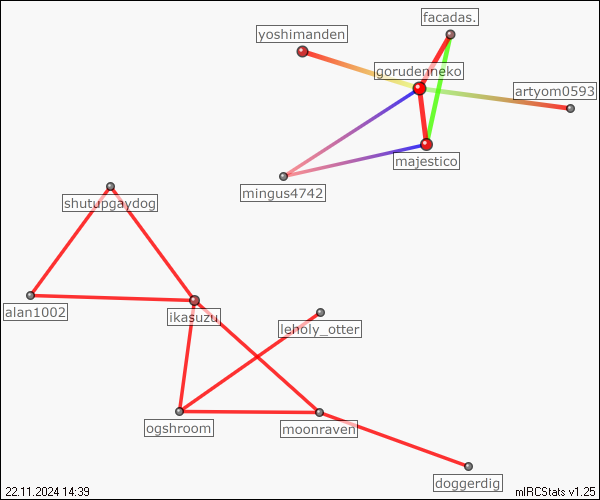 facadas.
yoshimanden
gorudenneko
artyom0593
majestico
mingus4742
shutupgaydog
alan1002
ikasuzu
leholy_otter
ogshroom
moonraven
doggerdig
22.11.2024 14:39
mIRCStats v1.25